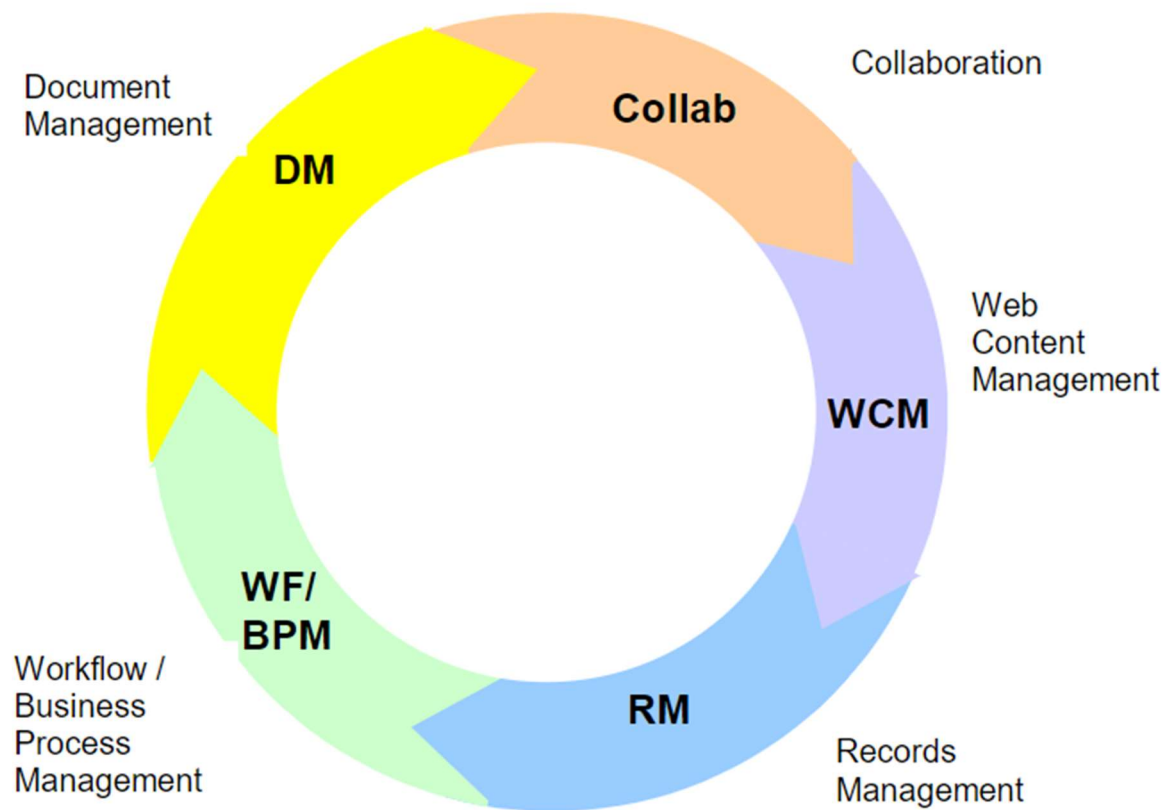 Document
Management
DM
Collab
Collaboration
Web
Content
Management
WCM
RM
Records
Management
WF/
BPM
Workflow /
Business
Process
Management